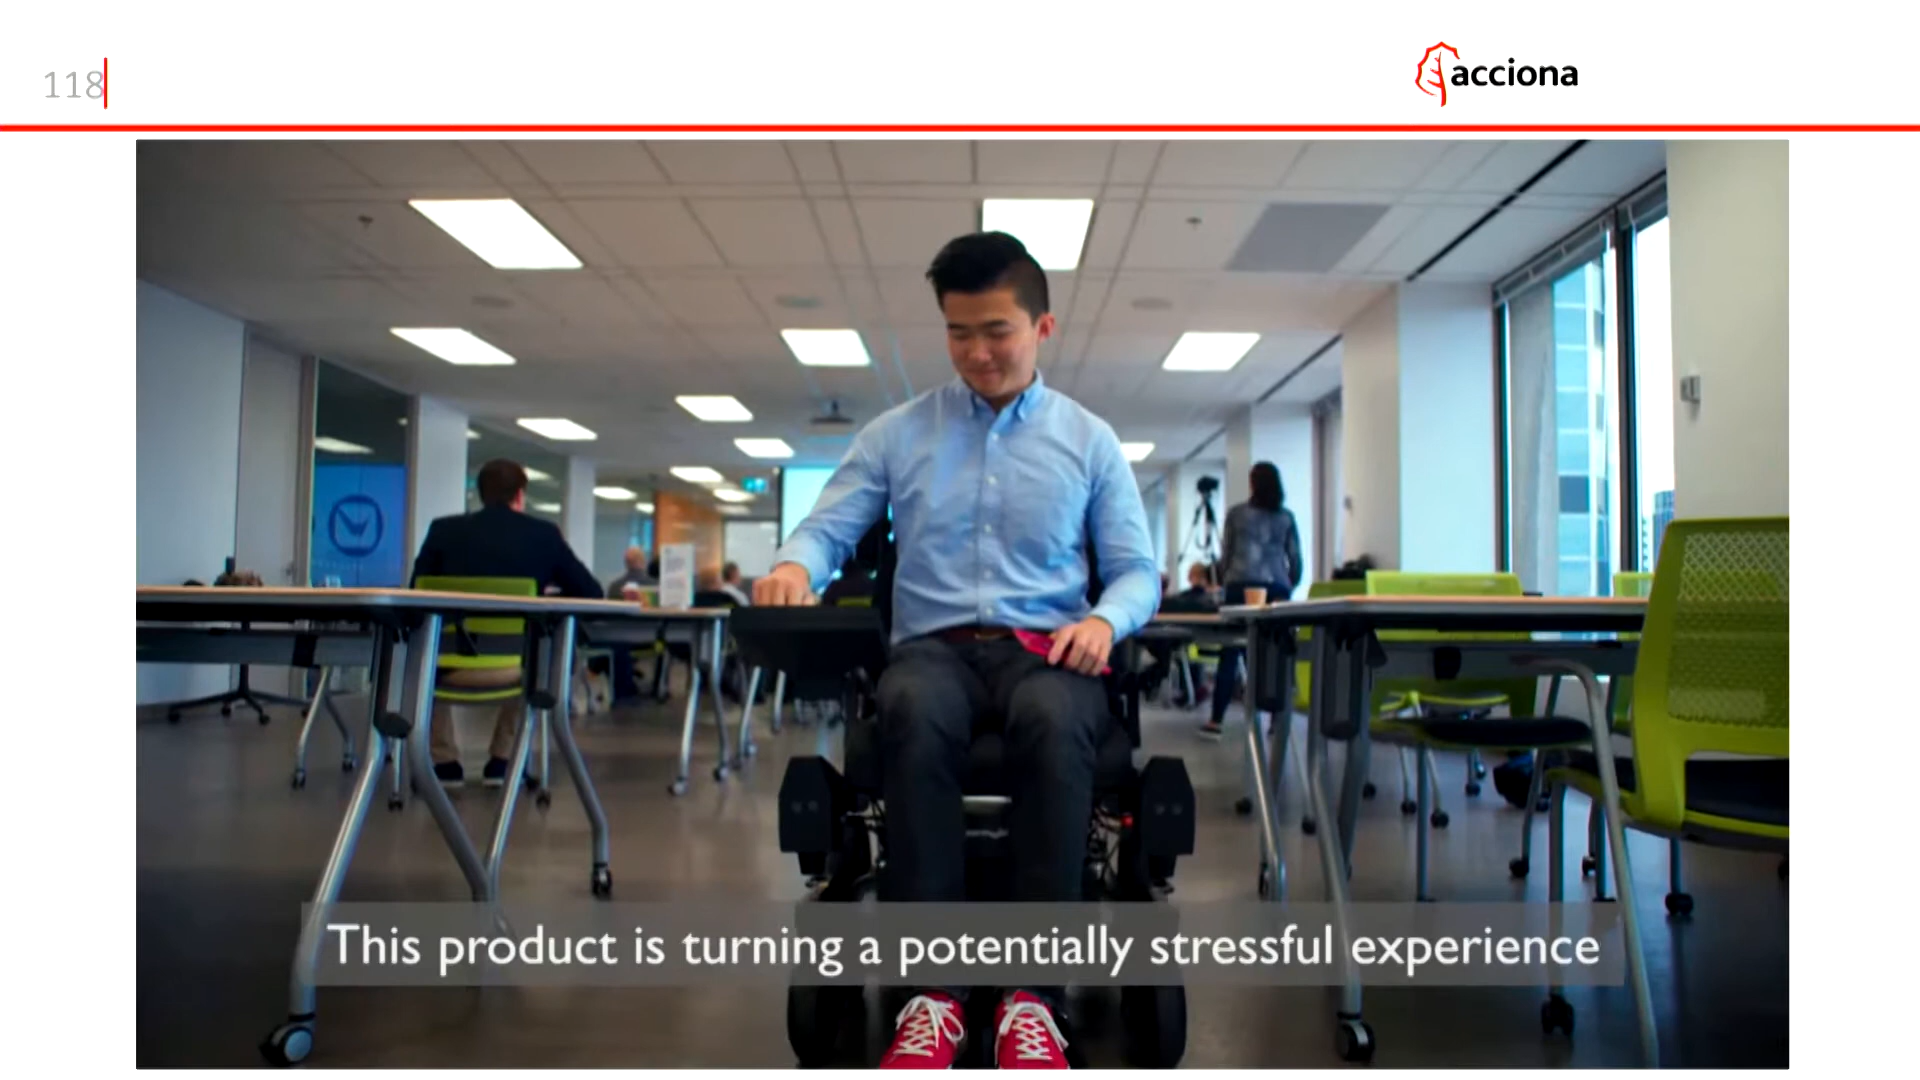 118
acciona
This product is turning a potentially stressful experience